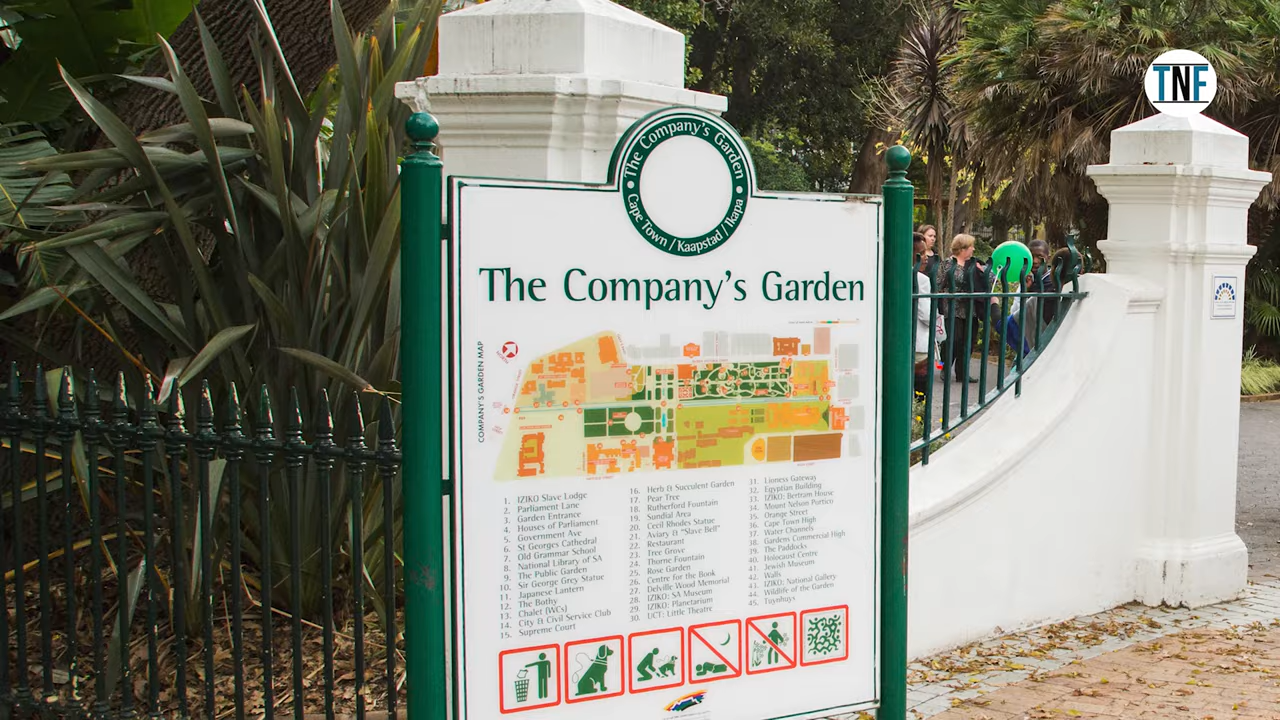 TNF
The Company's Garden
Cape Town / Kaapstad / Ikapa
The Company's Garden
COMPANY'S GARDEN MAP
1. IZIKO Slave Lodge
2. Parliament Lane
3. Garden Entrance
4. Houses of Parliament
5. Government Ave
6. St Georges Cathedral
7. Old Grammar School
8. National Library of SA
9. The Public Garden
10. Sir George Grey Statue
11. Japanese Lantern
12. The Bothy
13. Chalet (WCs)
14. City & Civil Service Club
15. Supreme Court
16. Herb & Succulent Garden
17. Pear Tree
18. Rutherford Fountain
19. Sundial Area
20. Cecil Rhodes Statue
21. Aviary & "Slave Bell"
22. Restaurant
23. Tree Grove
24. Thorne Fountain
25. Rose Garden
26. Centre for the Book
27. Delville Wood Memorial
28. IZIKO: SA Museum
29. IZIKO: Planetarium
30. UCT: Little Theatre
31. Lioness Gateway
32. Egyptian Building
33. IZIKO: Bertram House
34. Mount Nelson Portico
35. Orange Street
36. Cape Town High
37. Water Channels
38. Gardens Commercial High
39. The Paddocks
40. Holocaust Centre
41. Jewish Museum
42. Walls
43. IZIKO: National Gallery
44. Wildlife of the Garden
45. Tuynhuys